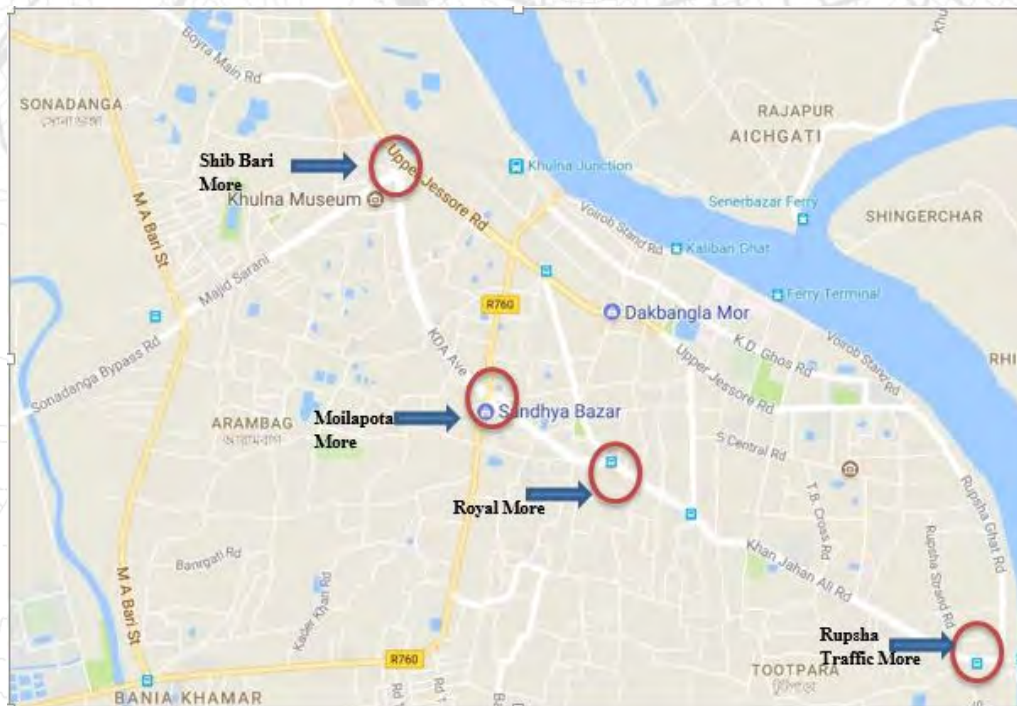 Boyra Main Rd
SONADANGA
RAJAPUR
AICHGATI
Shib Bari
More
Upper Jessore Rd
Khulna Junction
Khulna Museum
Senerbazar Ferry
SHINGERCHAR
M A Bari St
Voirob Stand Rd
Kaliban Ghat
Majid Sarani
Ferry Terminal
R760
Dakbangla Mor
KDA Ave
K.D. Ghos Rd
Voirob Stand Rd
Sonadanga Bypass Rd
Upper Jessore Rd
RHI
Moilapota
More
Sandhya Bazar
ARAMBAG
S Central Rd
Royal More
T.B. Cross Rd
Rupsha Ghat Rd
Khan Jahan Ali Rd
Rupsha Strand Rd
Banrgati Rd
Kader Khan Rd
M A Bari St
Rupsha
Traffic More
R760
TOOTPARA
BANIA KHAMAR